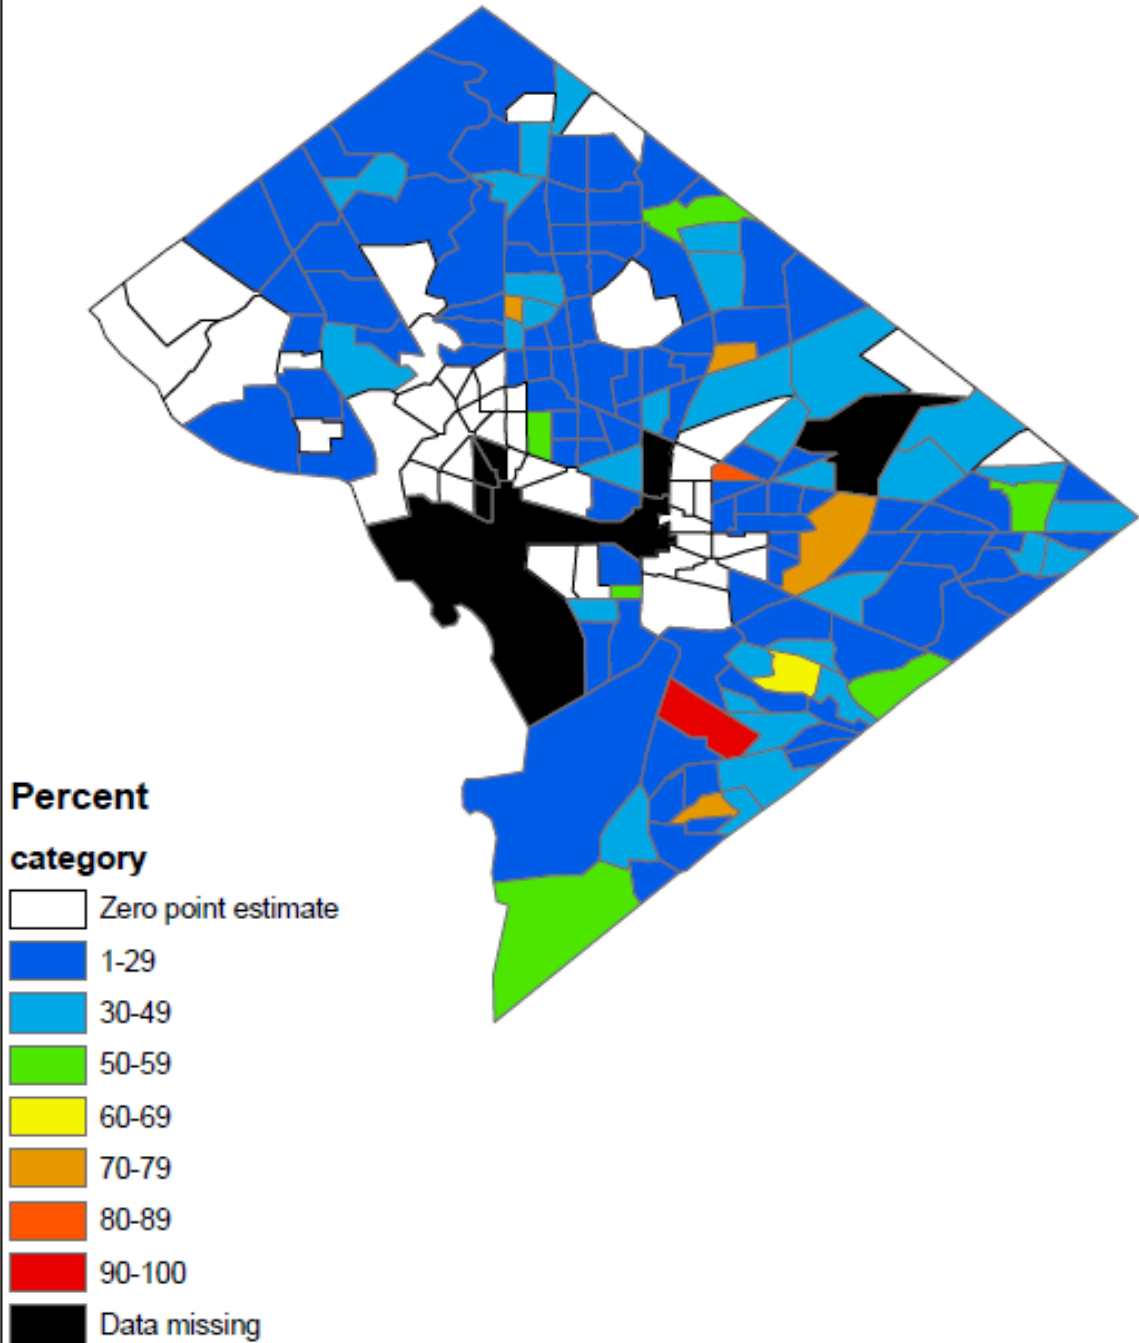 Percent
category
Zero point estimate
1-29
30-49
50-59
60-69
70-79
80-89
90-100
Data missing